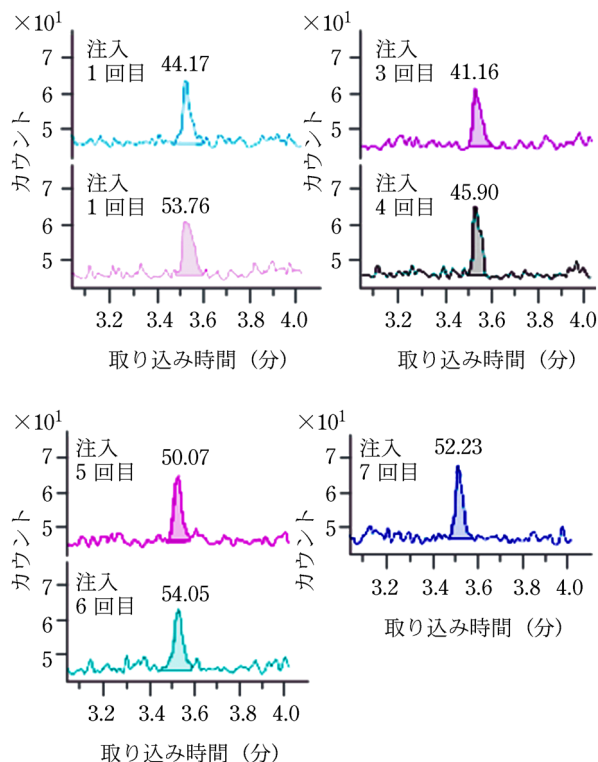 ×10¹
注入
1 回目
44.17
7
6
5
カウント
注入
1 回目
53.76
7
6
5
3.2 3.4 3.6 3.8 4.0
取り込み時間（分）
注入
3 回目
41.16
7
6
5
カウント
注入
4 回目
45.90
7
6
5
3.2 3.4 3.6 3.8 4.0
取り込み時間（分）
×10¹
注入
5 回目
50.07
7
6
5
カウント
注入
6 回目
54.05
7
6
5
3.2 3.4 3.6 3.8 4.0
取り込み時間（分）
×10¹
注入
7 回目
52.23
7
6
5
カウント
3.2 3.4 3.6 3.8 4.0
取り込み時間（分）
×10¹